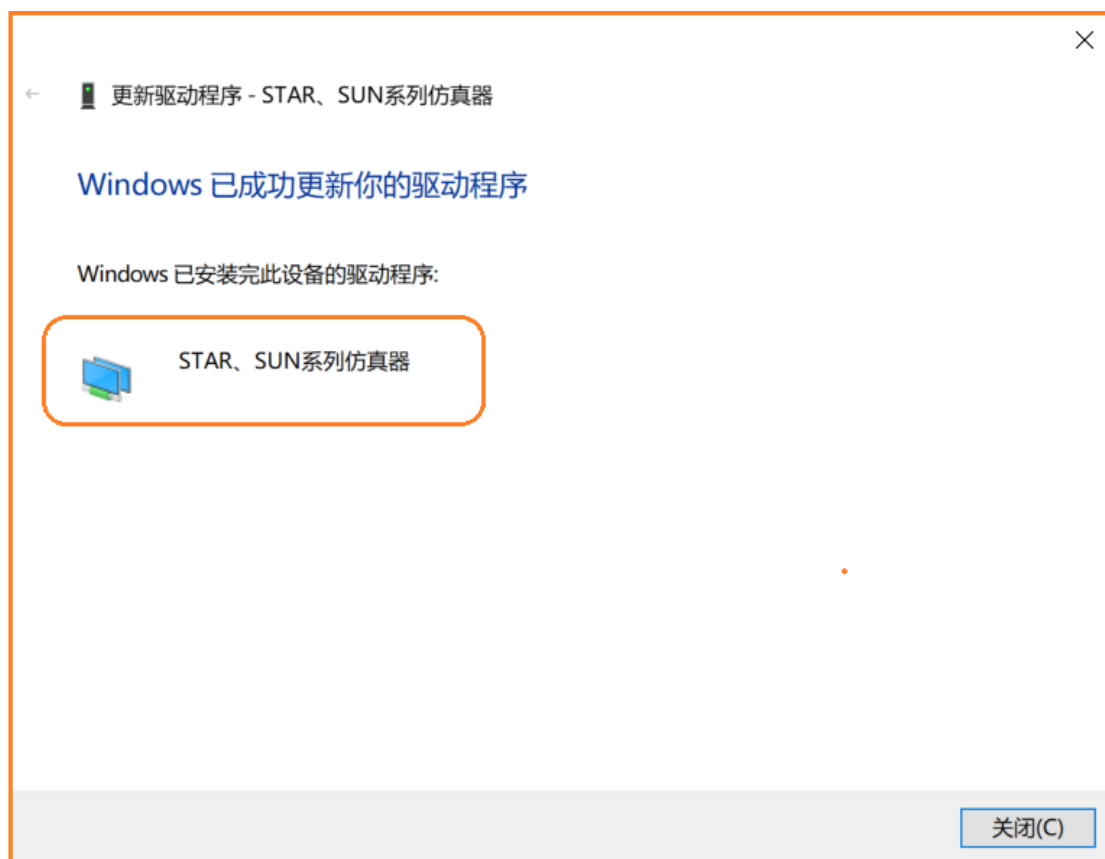 更新驱动程序 - STAR、SUN系列仿真器
Windows 已成功更新你的驱动程序
Windows 已安装完此设备的驱动程序:
STAR、SUN系列仿真器
关闭(C)